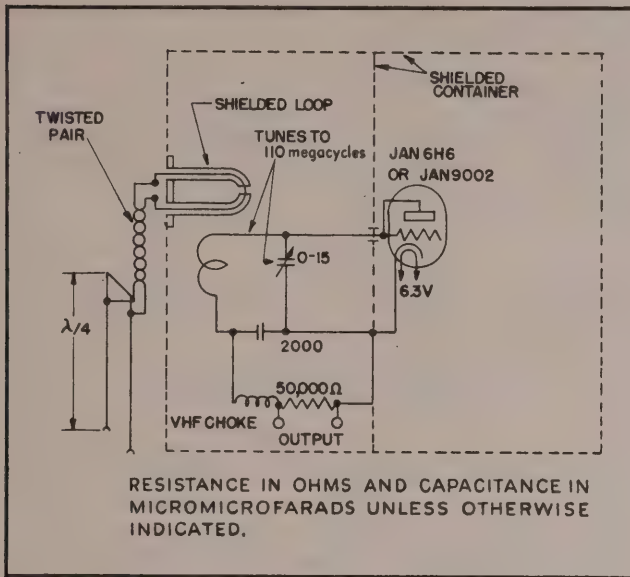 SHIELDED
CONTAINER
SHIELDED LOOP
TWISTED
PAIR
TUNES TO
110 megacycles
JAN 6H6
OR JAN9002
0-15
6.3V
λ/4
2000
50,000Ω
VHF CHOKE
OUTPUT
RESISTANCE IN OHMS AND CAPACITANCE IN
MICROMICROFARADS UNLESS OTHERWISE
INDICATED.